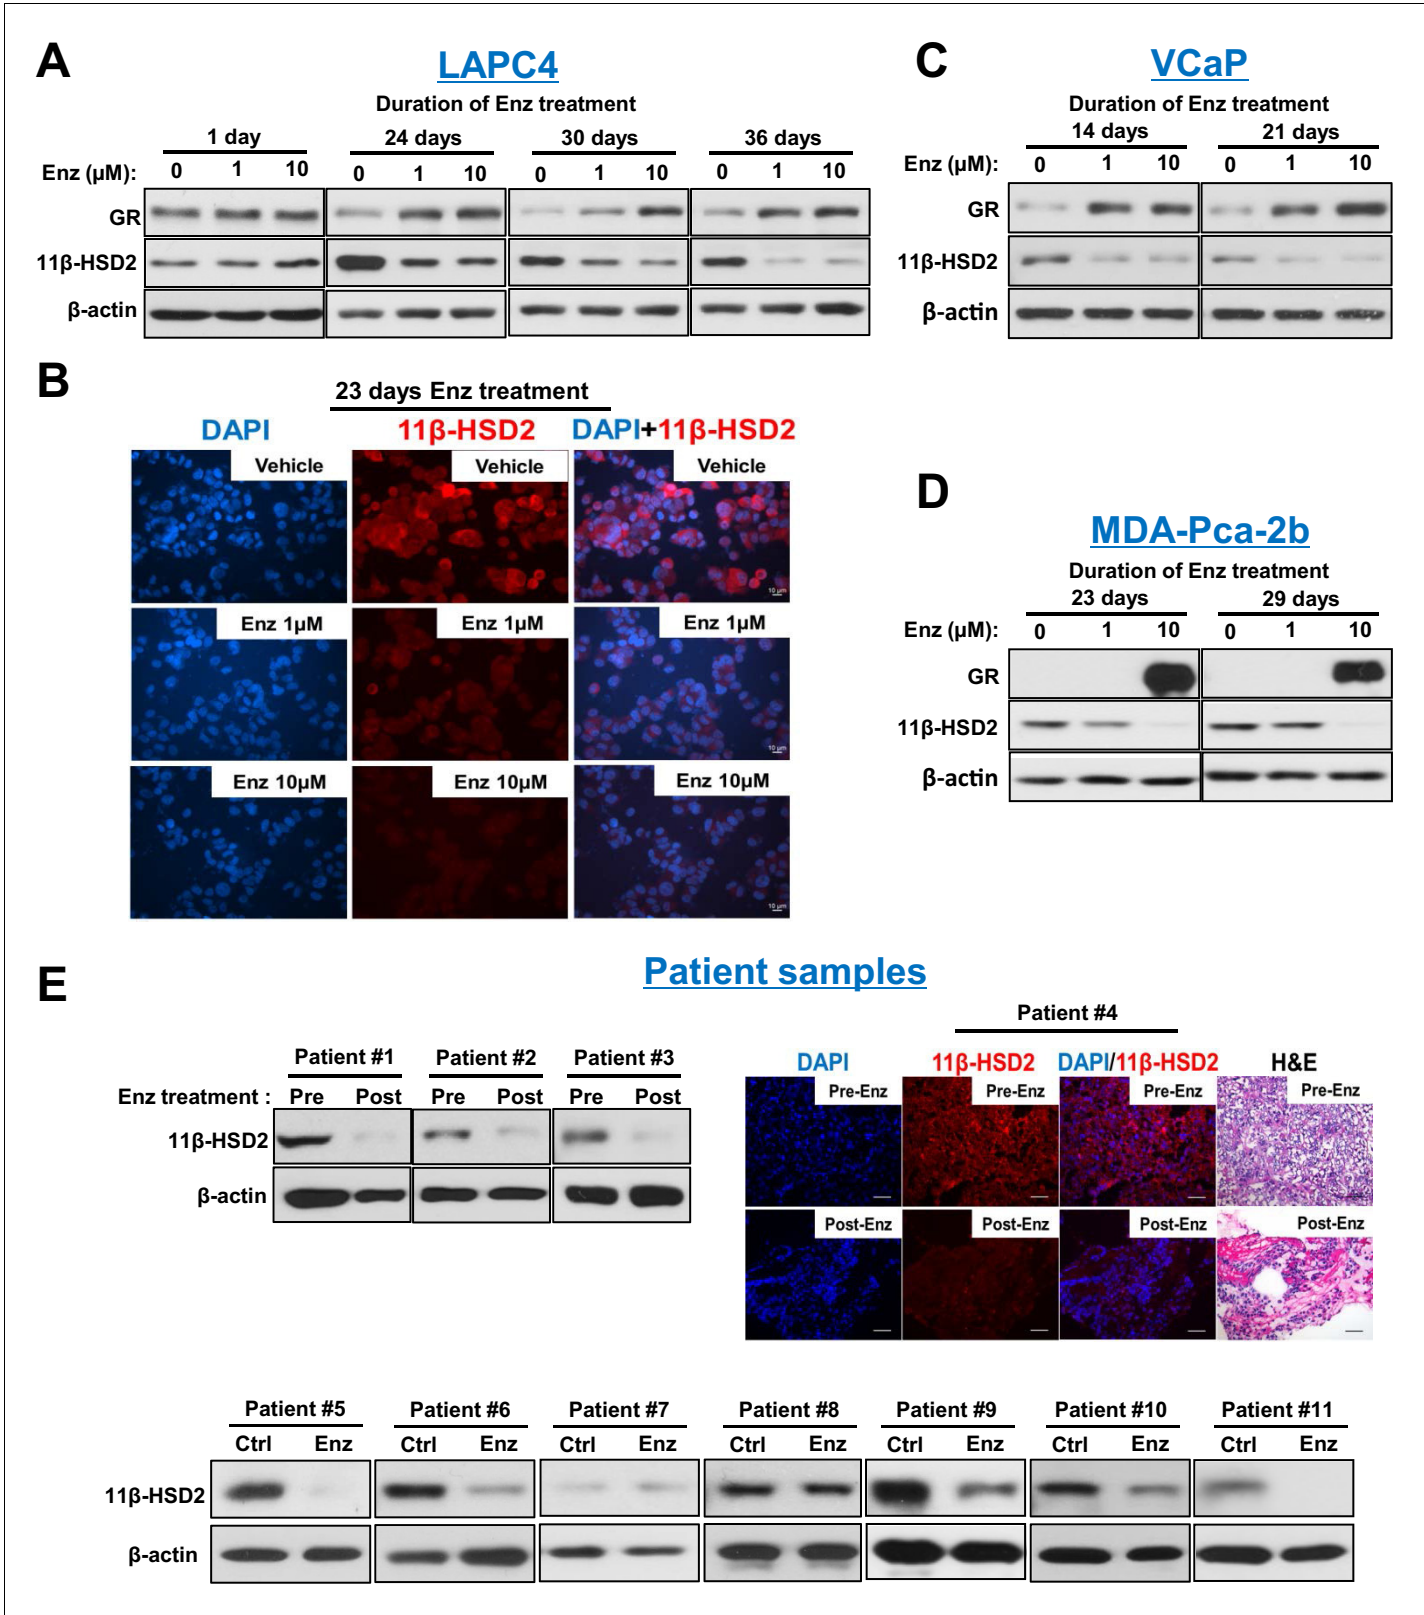 A
LAPC4
Duration of Enz treatment
1 day 24 days 30 days 36 days
Enz (µM): 0 1 10 0 1 10 0 1 10 0 1 10
GR
11β-HSD2
β-actin
C
VCaP
Duration of Enz treatment
14 days 21 days
Enz (µM): 0 1 10 0 1 10
GR
11β-HSD2
β-actin
B
23 days Enz treatment
DAPI 11β-HSD2 DAPI+11β-HSD2
Vehicle Vehicle Vehicle
10 µm
Enz 1µM Enz 1µM Enz 1µM
10 µm
Enz 10µM Enz 10µM Enz 10µM
10 µm
D
MDA-Pca-2b
Duration of Enz treatment
23 days 29 days
Enz (µM): 0 1 10 0 1 10
GR
11β-HSD2
β-actin
E
Patient samples
Patient #1 Patient #2 Patient #3
Enz treatment : Pre Post Pre Post Pre Post
11β-HSD2
β-actin
Patient #4
DAPI 11β-HSD2 DAPI/11β-HSD2 H&E
Pre-Enz Pre-Enz Pre-Enz Pre-Enz
Post-Enz Post-Enz Post-Enz Post-Enz
Patient #5 Patient #6 Patient #7 Patient #8 Patient #9 Patient #10 Patient #11
Ctrl Enz Ctrl Enz Ctrl Enz Ctrl Enz Ctrl Enz Ctrl Enz Ctrl Enz
11β-HSD2
β-actin